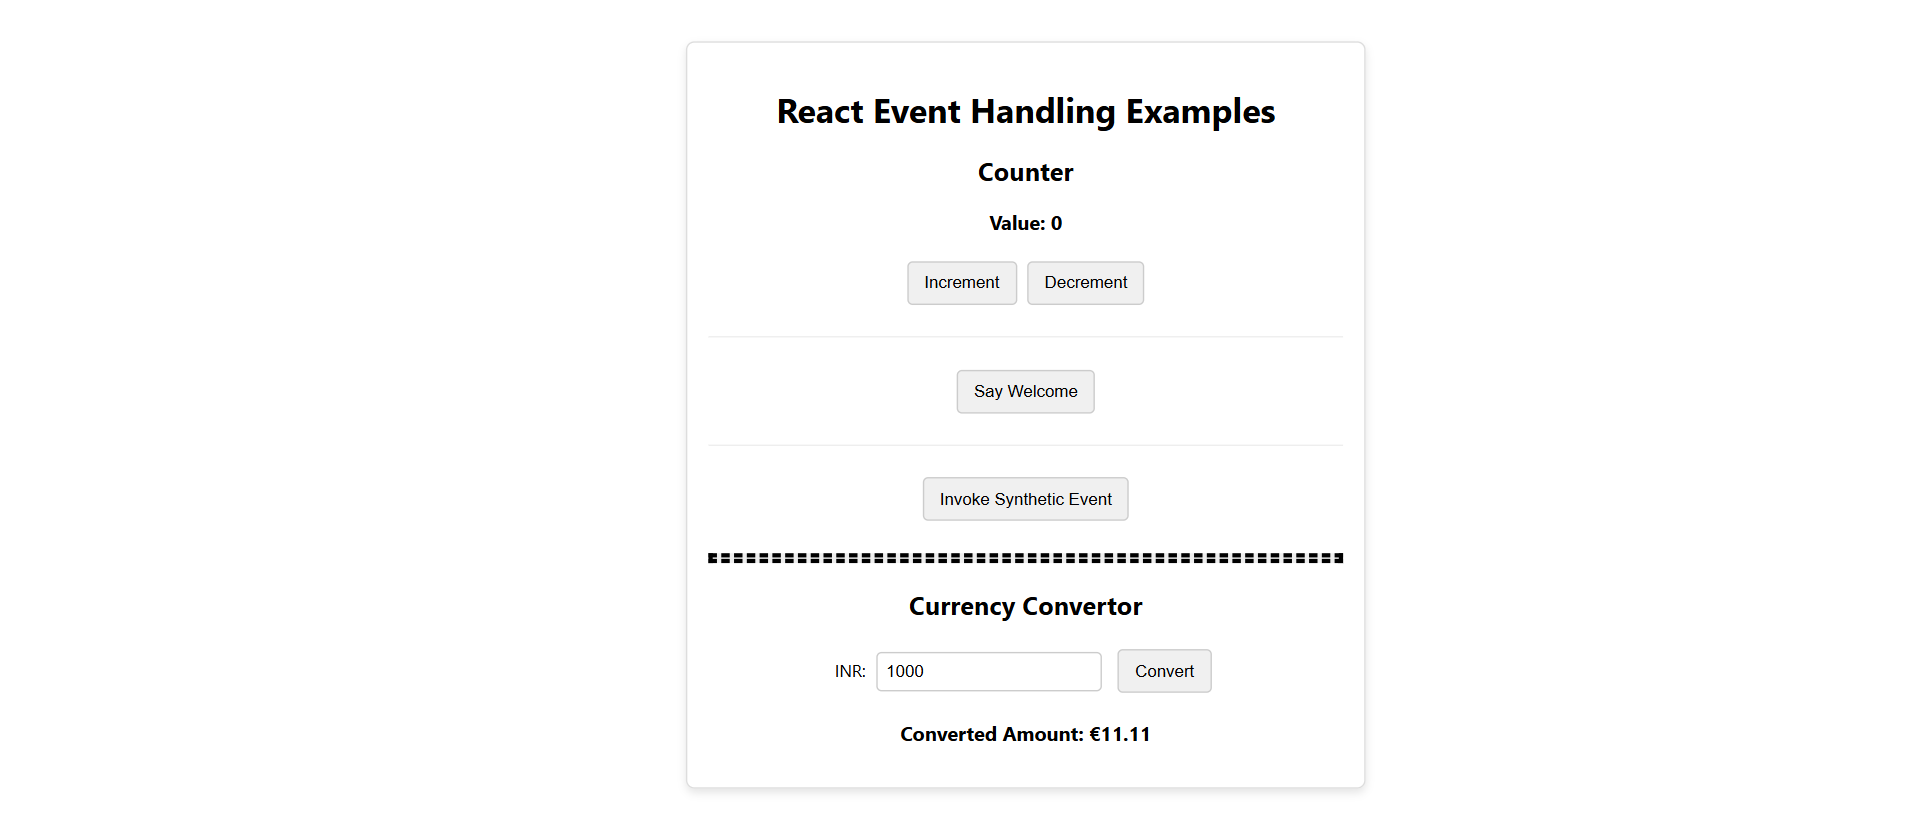 React Event Handling Examples
Counter
Value: 0
Increment Decrement
Say Welcome
Invoke Synthetic Event
Currency Convertor
INR: 1000 Convert
Converted Amount: €11.11